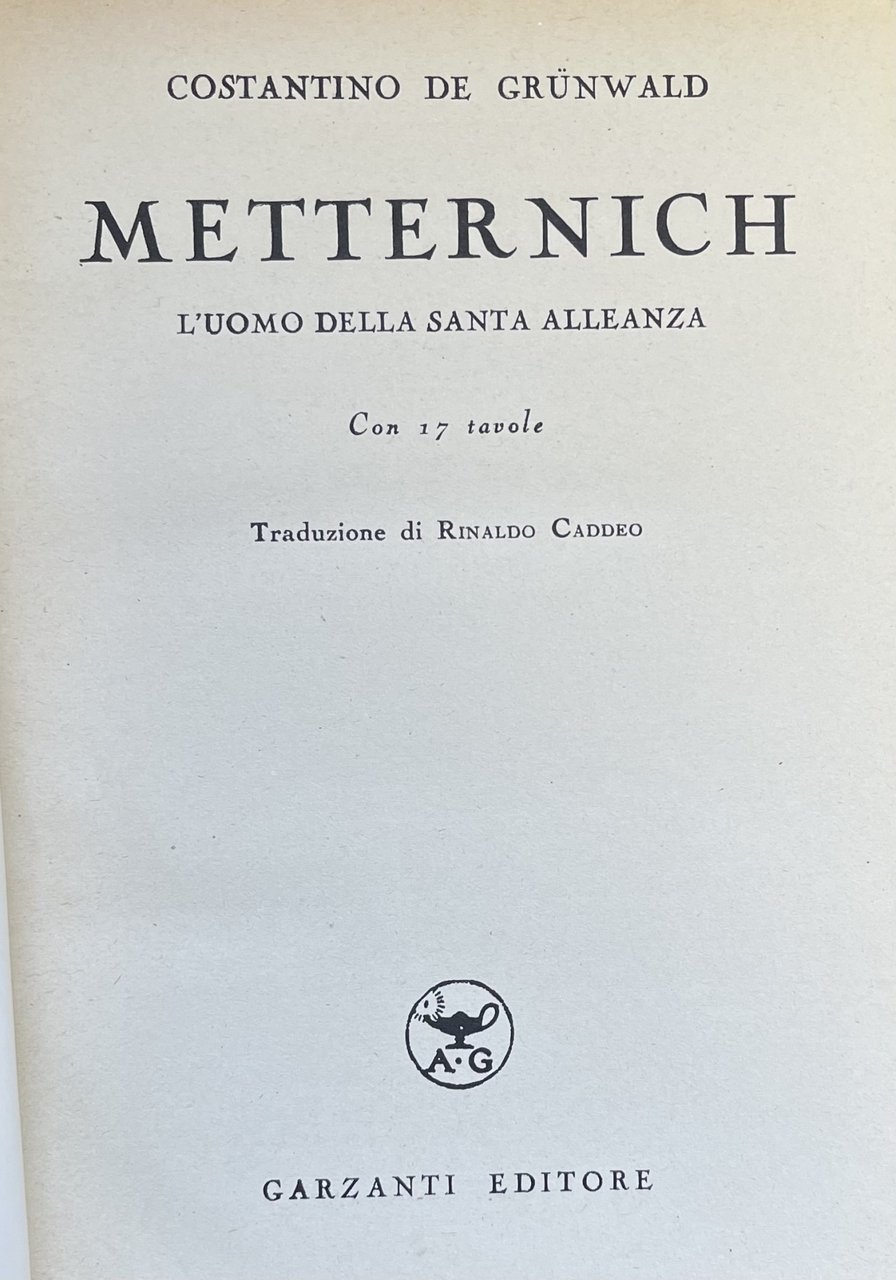 COSTANTINO DE GRÜNWALD
METTERNICH
L'UOMO DELLA SANTA ALLEANZA
Con 17 tavole
Traduzione di RINALDO CADDEO
A·G
GARZANTI EDITORE